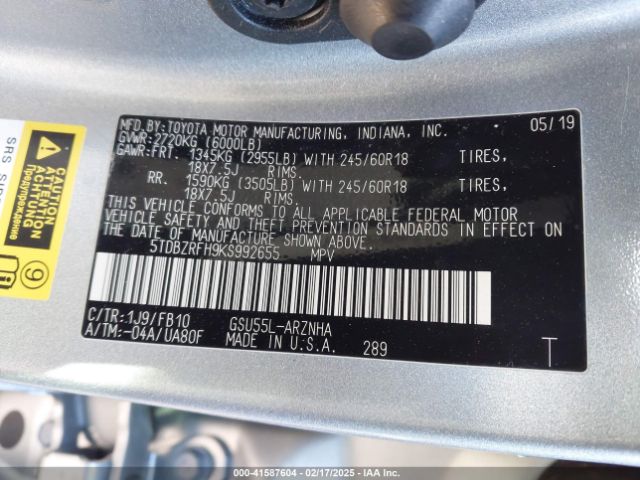 MFD.BY:TOYOTA MOTOR MANUFACTURING, INDIANA, INC. 05/19
GVWR:2720KG (6000LB)
GAWR:FRT. 1345KG (2955LB) WITH 245/60R18 TIRES,
18X7.5J RIMS.
RR. 1590KG (3505LB) WITH 245/60R18 TIRES,
18X7.5J RIMS.
THIS VEHICLE CONFORMS TO ALL APPLICABLE FEDERAL MOTOR
VEHICLE SAFETY AND THEFT PREVENTION STANDARDS IN EFFECT ON
THE DATE OF MANUFACTURE SHOWN ABOVE.
5TDBZRFH9KS992655 MPV
C/TR:1J9/FB10 GSU55L-ARZNHA
A/TM:-04A/UA80F MADE IN U.S.A. 289 T
SRS SIDE
CAUTION
ATTENTION
ACHTUNG
Предупреждение
9
000-41587604 — 02/17/2025 — IAA Inc.